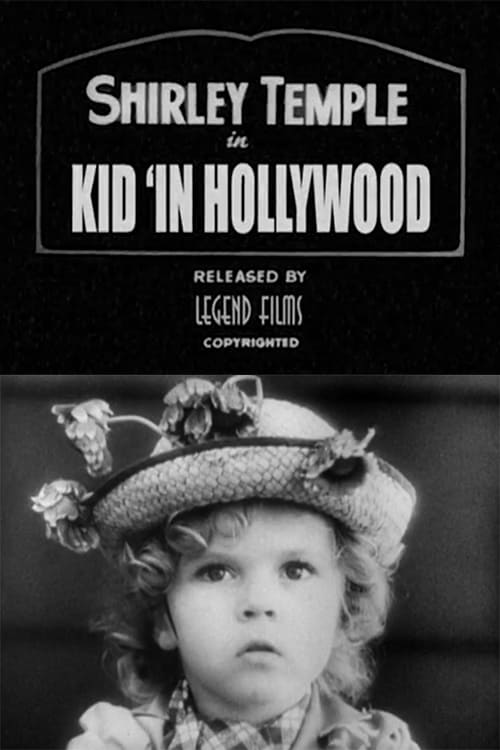 SHIRLEY TEMPLE
in
KID 'IN HOLLYWOOD
RELEASED BY
LEGEND FILMS
COPYRIGHTED